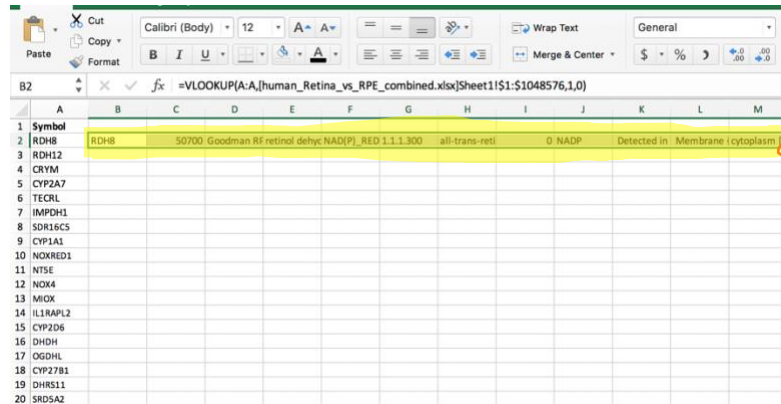 Cut
Calibri (Body) 12 A A Wrap Text General
Copy
Paste Format B I U A Merge & Center $ % .0 .00 .00 .0
B2 fx =VLOOKUP(A:A,[human_Retina_vs_RPE_combined.xlsx]Sheet1!$1:$1048576,1,0)
A B C D E F G H I J K L M
1 Symbol
2 RDH8 RDH8 50700 Goodman RF retinol dehyc NAD(P)_RED 1.1.1.300 all-trans-reti 0 NADP Detected in Membrane cytoplasm
3 RDH12
4 CRYM
5 CYP2A7
6 TECRL
7 IMPDH1
8 SDR16C5
9 CYP1A1
10 NOXRED1
11 NT5E
12 NOX4
13 MIOX
14 IL1RAPL2
15 CYP2D6
16 DHDH
17 OGDHL
18 CYP27B1
19 DHRS11
20 SRD5A2